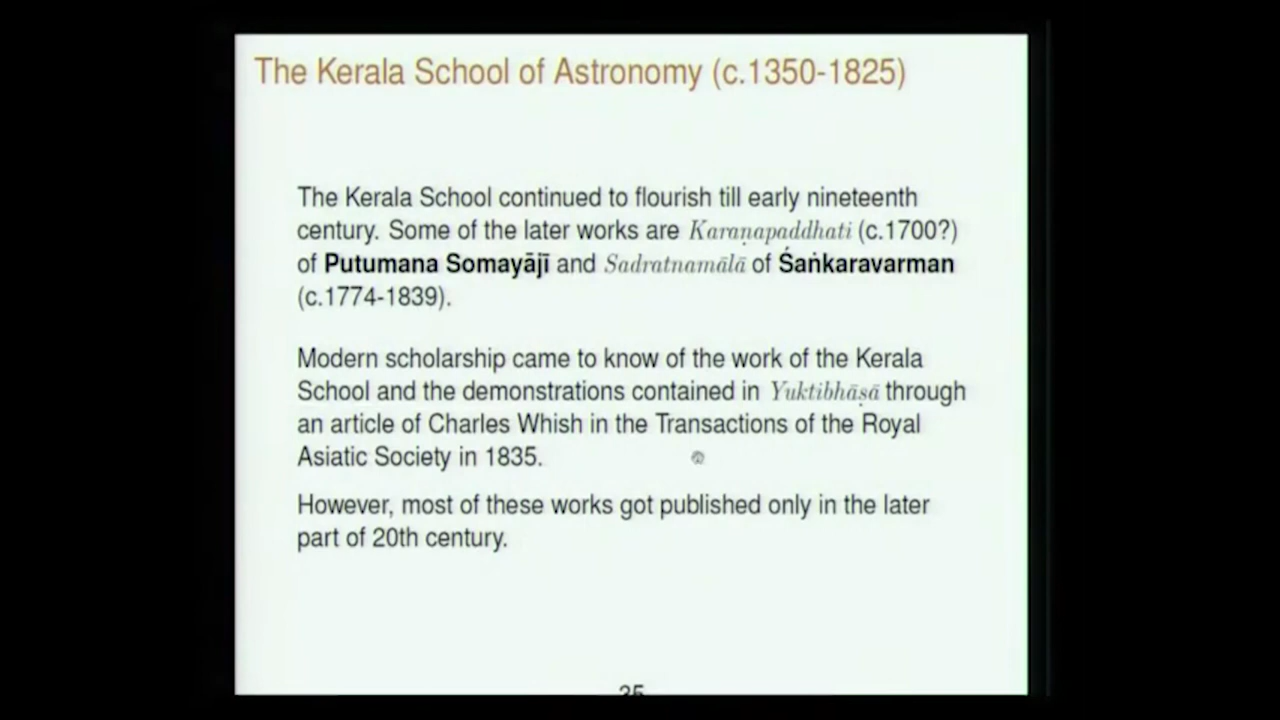 The Kerala School of Astronomy (c.1350-1825)
The Kerala School continued to flourish till early nineteenth
century. Some of the later works are Karaṇapaddhati (c.1700?)
of Putumana Somayājī and Sadratnamālā of Śaṅkaravarman
(c.1774-1839).
Modern scholarship came to know of the work of the Kerala
School and the demonstrations contained in Yuktibhāṣā through
an article of Charles Whish in the Transactions of the Royal
Asiatic Society in 1835.
However, most of these works got published only in the later
part of 20th century.